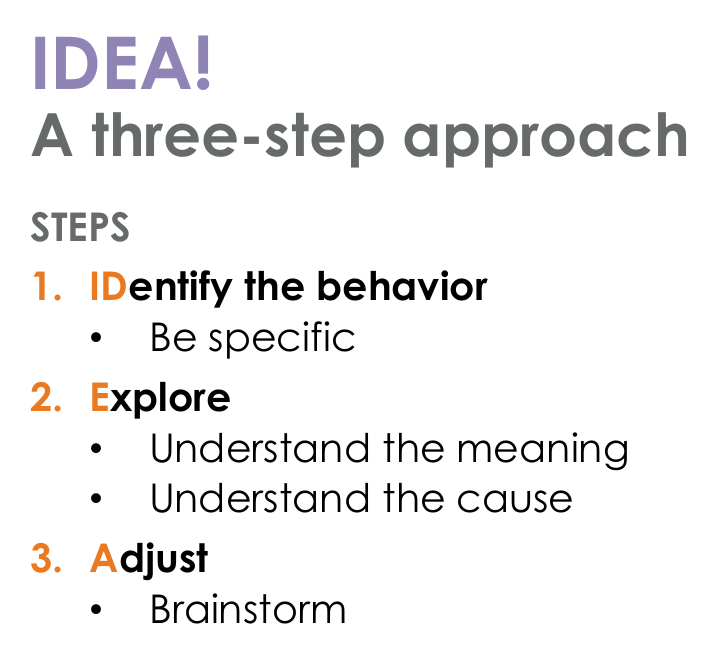 IDEA!
A three-step approach
STEPS
1. IDentify the behavior
• Be specific
2. Explore
• Understand the meaning
• Understand the cause
3. Adjust
• Brainstorm